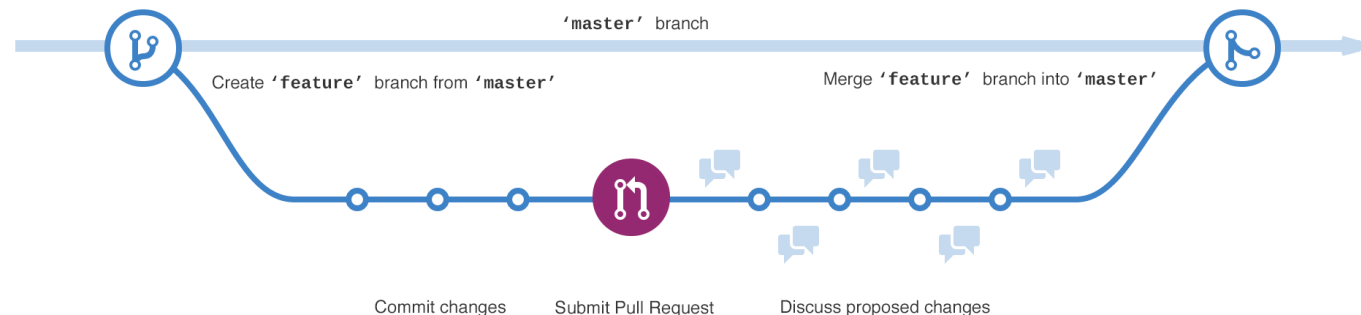 ‘master’ branch
Create ‘feature’ branch from ‘master’
Merge ‘feature’ branch into ‘master’
Commit changes
Submit Pull Request
Discuss proposed changes